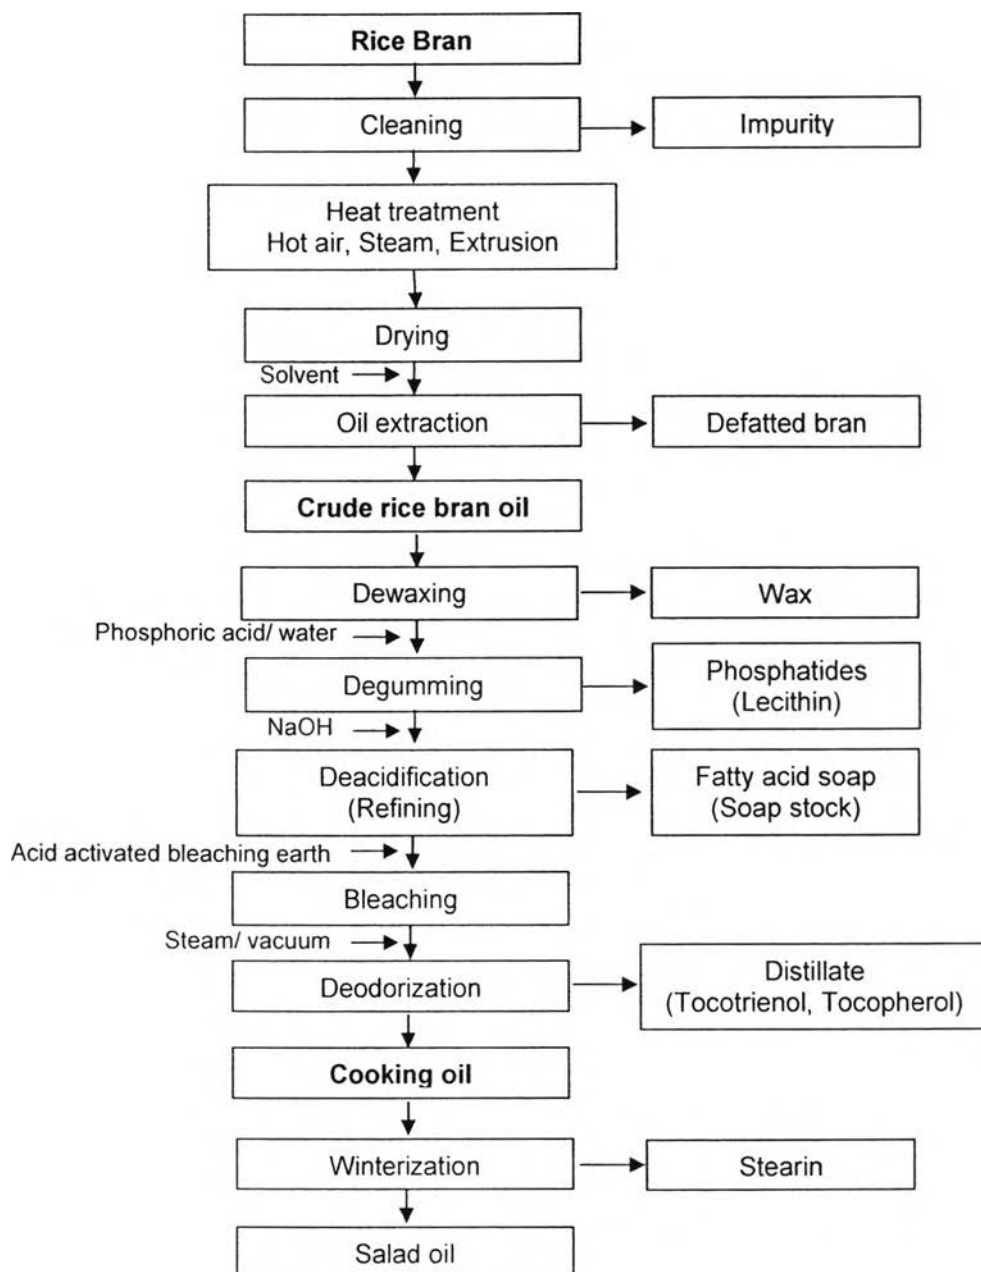 Rice Bran
Cleaning
Impurity
Heat treatment
Hot air, Steam, Extrusion
Drying
Solvent
Oil extraction
Defatted bran
Crude rice bran oil
Dewaxing
Wax
Phosphoric acid/ water
Degumming
Phosphatides
(Lecithin)
NaOH
Deacidification
(Refining)
Fatty acid soap
(Soap stock)
Acid activated bleaching earth
Bleaching
Steam/ vacuum
Deodorization
Distillate
(Tocotrienol, Tocopherol)
Cooking oil
Winterization
Stearin
Salad oil